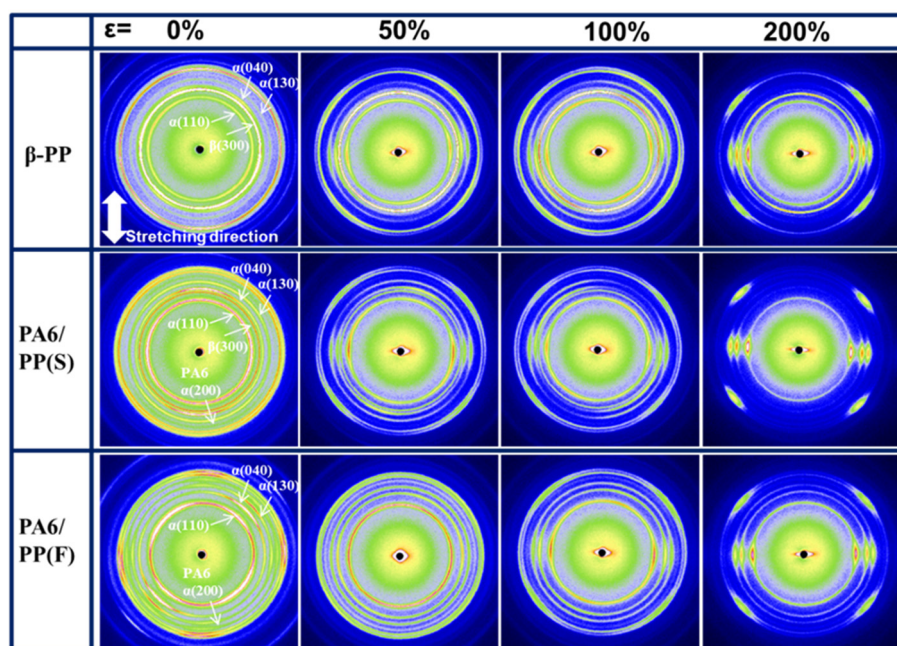 ε= 0% 50% 100% 200%
β-PP
α(040)
α(130)
α(110)
β(300)
Stretching direction
PA6/
PP(S)
α(040)
α(130)
α(110)
β(300)
PA6
α(200)
PA6/
PP(F)
α(040)
α(130)
α(110)
PA6
α(200)